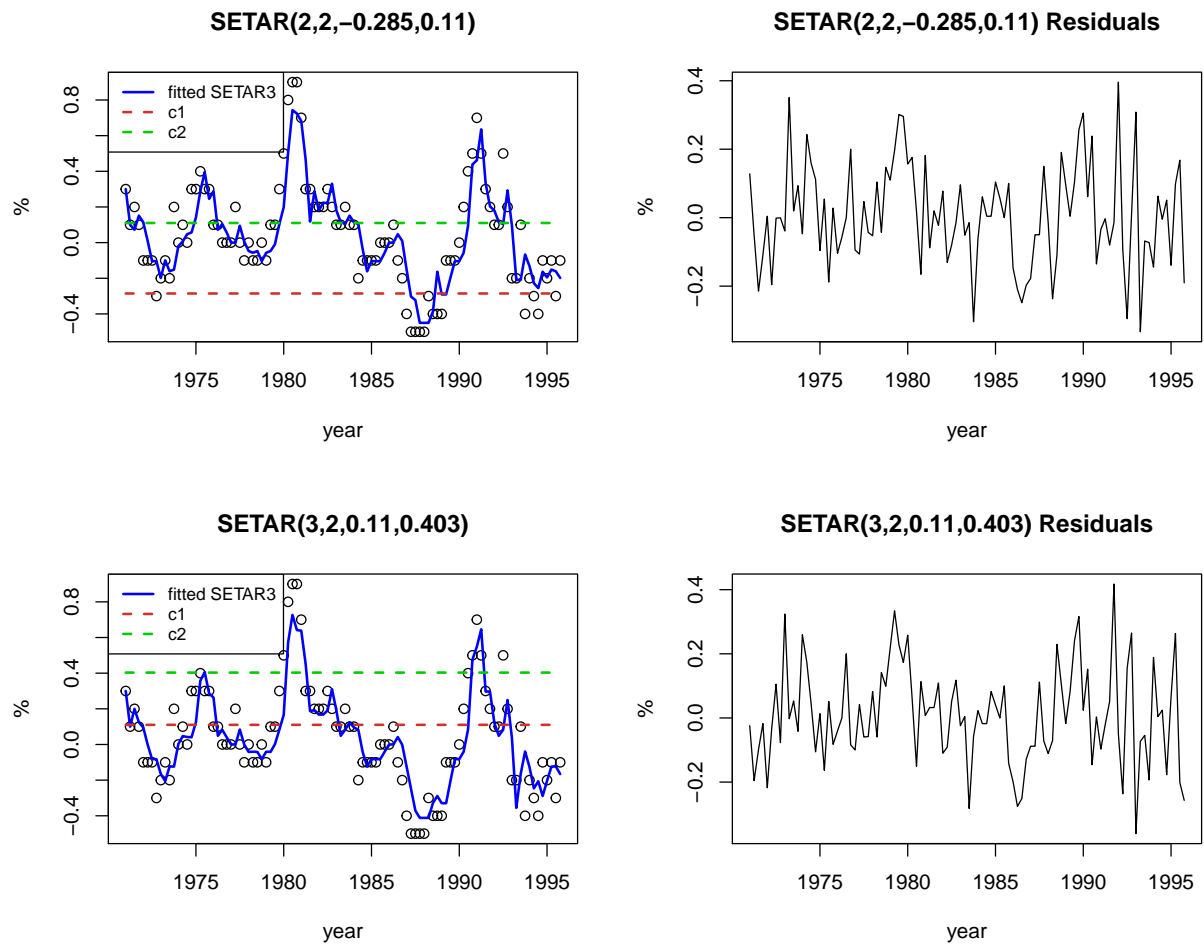 SETAR(2,2,−0.285,0.11)
fitted SETAR3
c1
c2
%
0.8
0.4
0.0
−0.4
1975 1980 1985 1990 1995
year
SETAR(2,2,−0.285,0.11) Residuals
%
0.4
0.2
0.0
−0.2
1975 1980 1985 1990 1995
year
SETAR(3,2,0.11,0.403)
fitted SETAR3
c1
c2
%
0.8
0.4
0.0
−0.4
1975 1980 1985 1990 1995
year
SETAR(3,2,0.11,0.403) Residuals
%
0.4
0.2
0.0
−0.2
1975 1980 1985 1990 1995
year